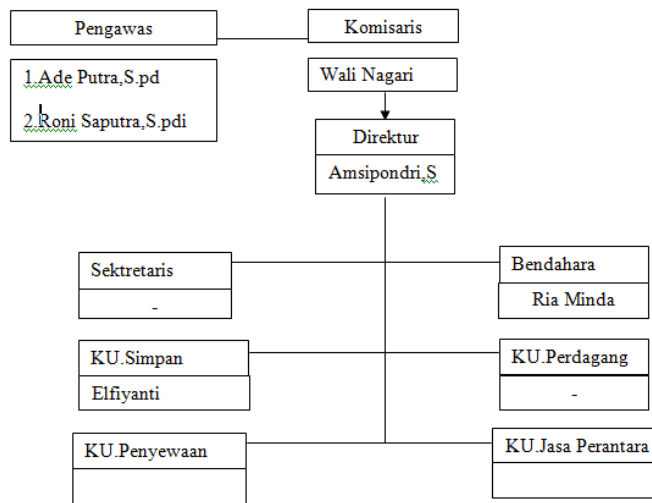 Pengawas
Komisaris
1.Ade Putra,S.pd
2.Roni Saputra,S.pdi
Wali Nagari
Direktur
Amsipondri,S
Sektretaris
-
Bendahara
Ria Minda
KU.Simpan
Elfiyanti
KU.Perdagang
-
KU.Penyewaan
KU.Jasa Perantara